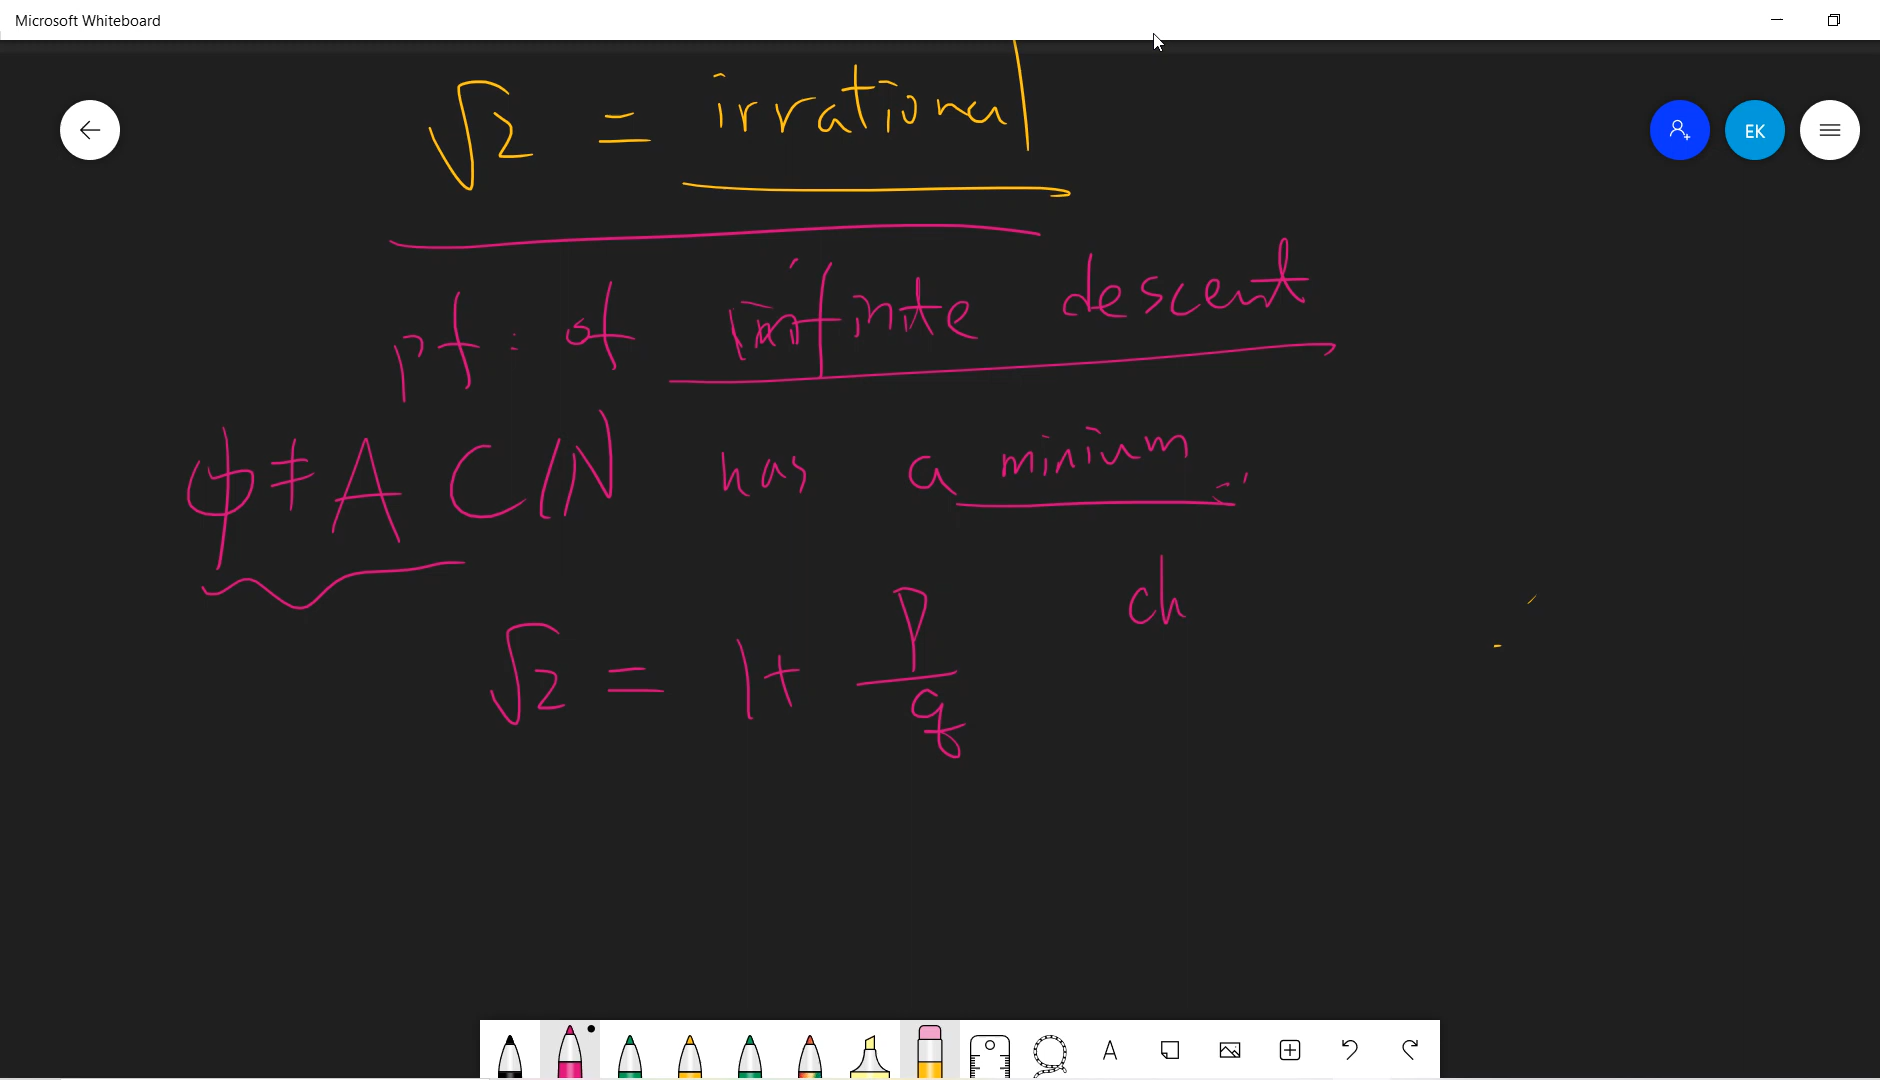 Microsoft Whiteboard
EK
√2 = irrational
pf : of infinite descent
ϕ ≠ A ⊂ ℕ has a minium
ch
√2 = 1 + p/q
A